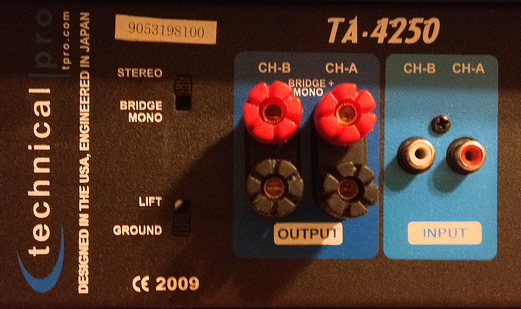 technical pro
tpro.com
DESIGNED IN THE USA, ENGINEERED IN JAPAN
9053198100
TA-4250
STEREO
BRIDGE
MONO
LIFT
GROUND
CE 2009
CH-B CH-A
BRIDGE +
MONO
OUTPUT
CH-B CH-A
INPUT